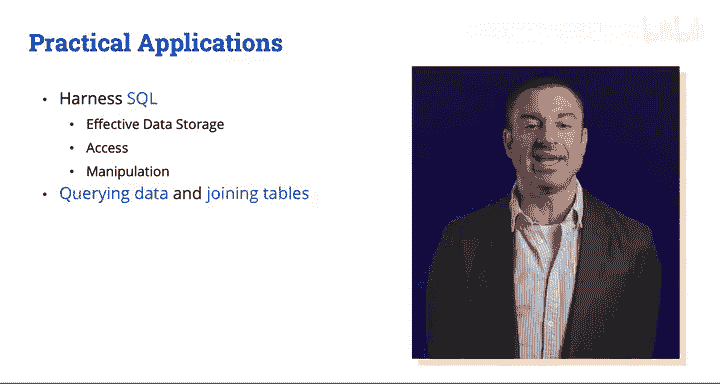 Practical Applications
• Harness SQL
• Effective Data Storage
• Access
• Manipulation
• Querying data and joining tables